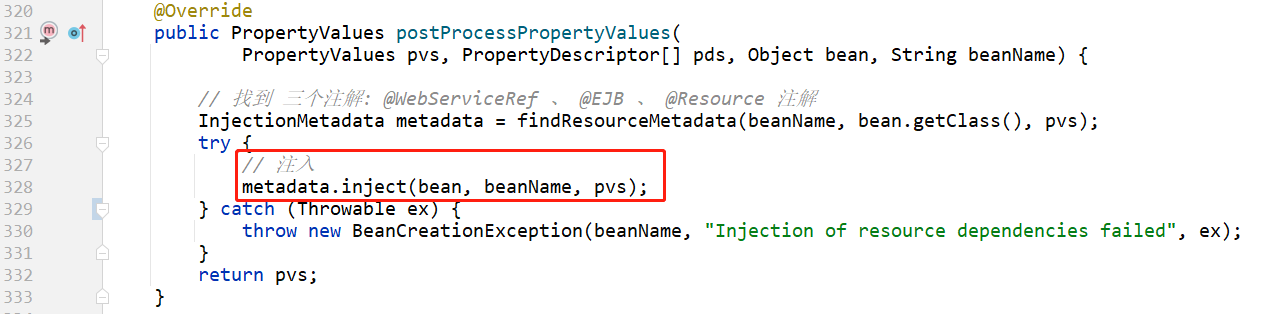 320 @Override
321 public PropertyValues postProcessPropertyValues(
322 PropertyValues pvs, PropertyDescriptor[] pds, Object bean, String beanName) {
323
324 // 找到 三个注解: @WebServiceRef 、 @EJB 、 @Resource 注解
325 InjectionMetadata metadata = findResourceMetadata(beanName, bean.getClass(), pvs);
326 try {
327 // 注入
328 metadata.inject(bean, beanName, pvs);
329 } catch (Throwable ex) {
330 throw new BeanCreationException(beanName, "Injection of resource dependencies failed", ex);
331 }
332 return pvs;
333 }